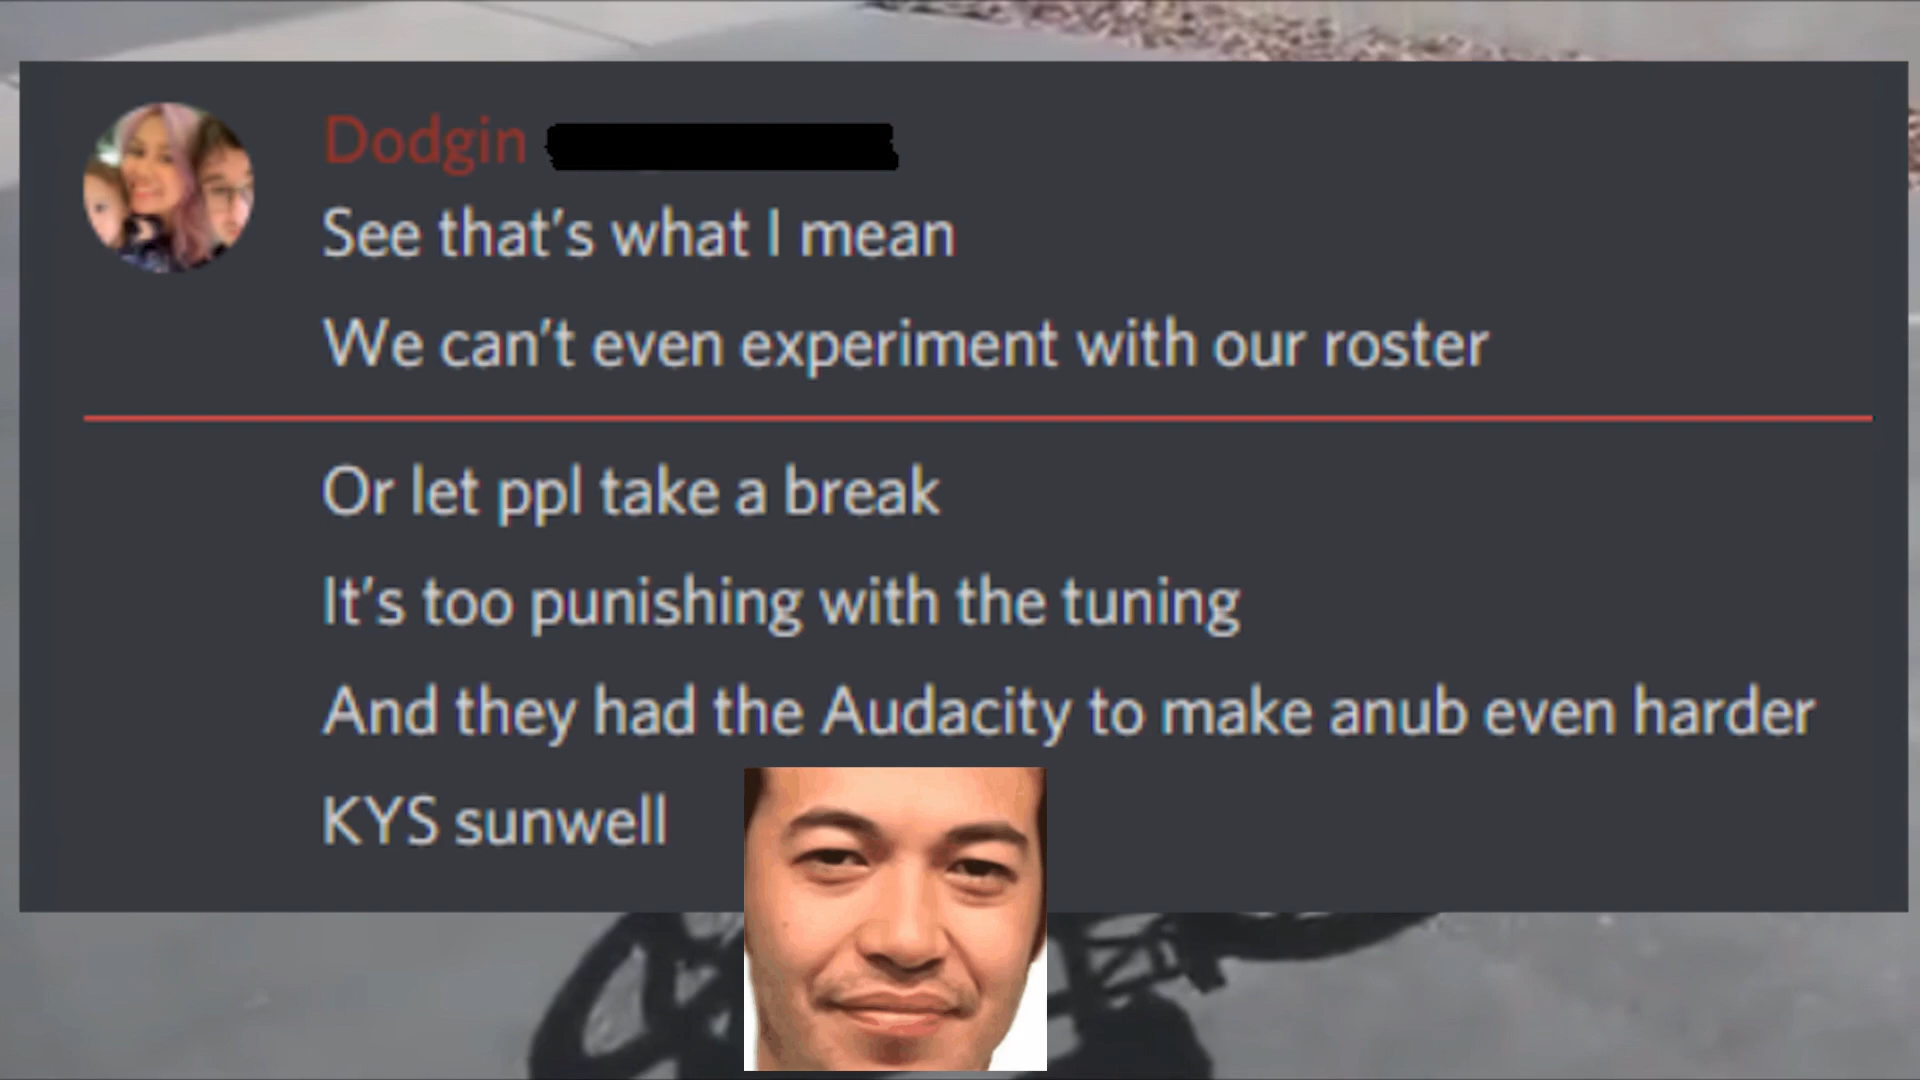 Dodgin
See that's what I mean
We can't even experiment with our roster
Or let ppl take a break
It's too punishing with the tuning
And they had the Audacity to make anub even harder
KYS sunwell